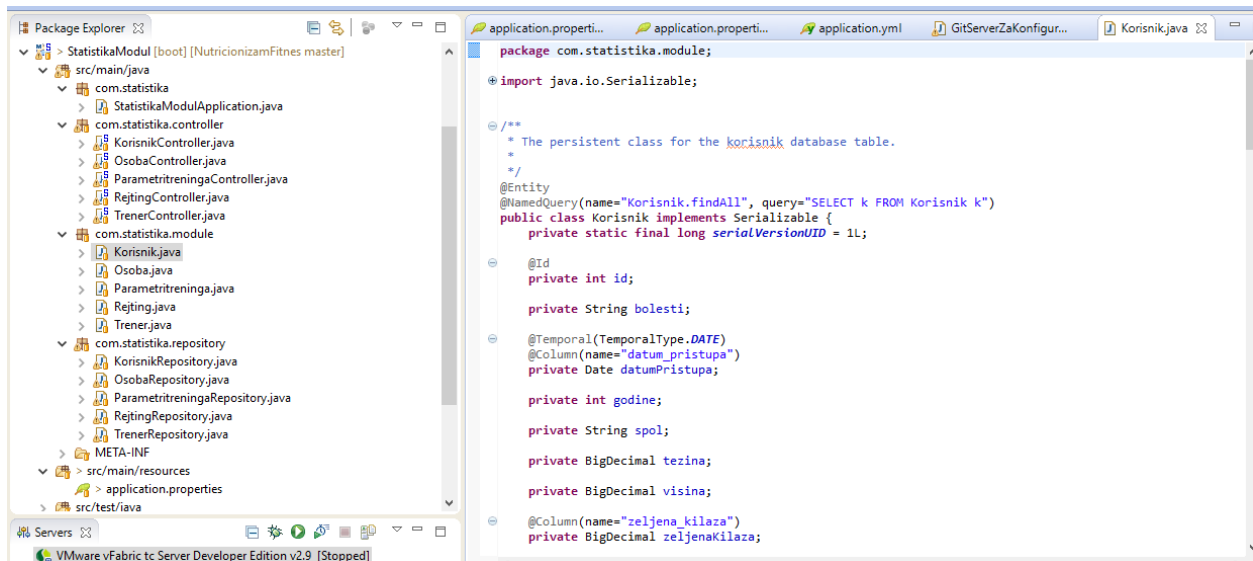 Package Explorer
> StatistikaModul [boot] [NutricionizamFitnes master]
src/main/java
com.statistika
StatistikaModulApplication.java
com.statistika.controller
KorisnikController.java
OsobaController.java
ParametritreningaController.java
RejtingController.java
TrenerController.java
com.statistika.module
Korisnik.java
Osoba.java
Parametritreninga.java
Rejting.java
Trener.java
com.statistika.repository
KorisnikRepository.java
OsobaRepository.java
ParametritreningaRepository.java
RejtingRepository.java
TrenerRepository.java
META-INF
> src/main/resources
> application.properties
src/test/java
Servers
VMware vFabric tc Server Developer Edition v2.9 [Stopped]
application.properti... application.properti... application.yml GitServerZaKonfigur... Korisnik.java
package com.statistika.module;
import java.io.Serializable;
/**
* The persistent class for the korisnik database table.
*
*/
@Entity
@NamedQuery(name="Korisnik.findAll", query="SELECT k FROM Korisnik k")
public class Korisnik implements Serializable {
private static final long serialVersionUID = 1L;
@Id
private int id;
private String bolesti;
@Temporal(TemporalType.DATE)
@Column(name="datum_pristupa")
private Date datumPristupa;
private int godine;
private String spol;
private BigDecimal tezina;
private BigDecimal visina;
@Column(name="zeljena_kilaza")
private BigDecimal zeljenaKilaza;